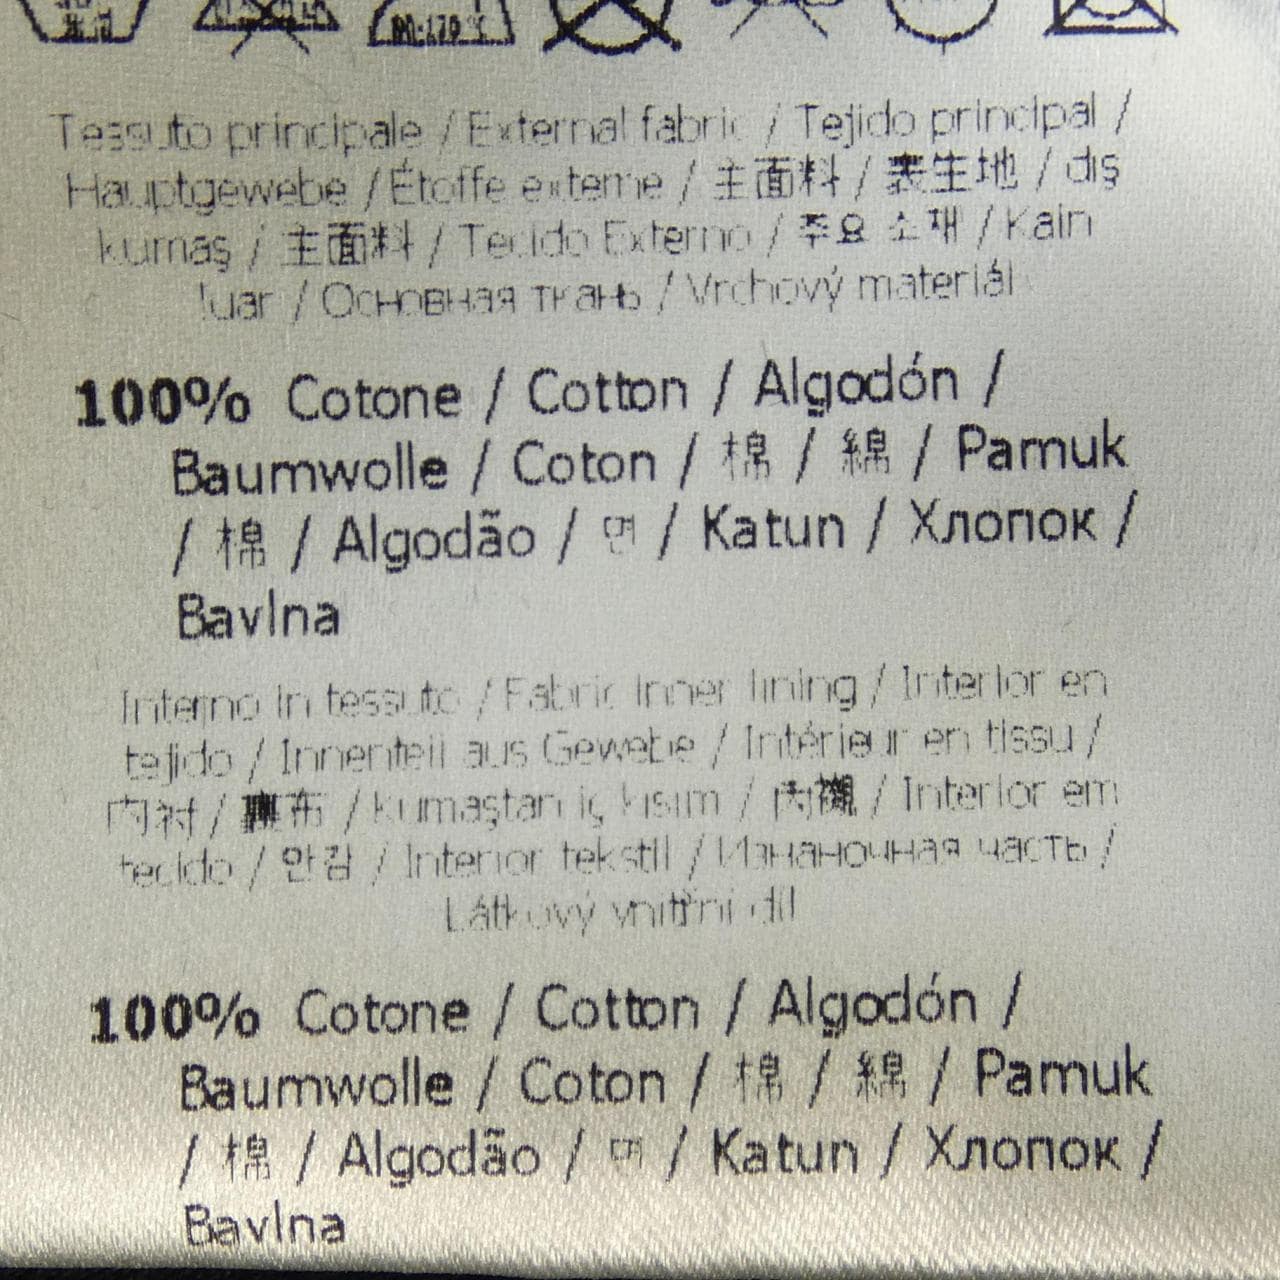 Tessuto principale / External fabric / Tejido principal /
Hauptgewebe / Étoffe externe / 主面料 / 表生地 / dış
kumaş / 主面料 / Tecido Externo / 주요 소재 / Kain
luar / Основная ткань / Vrchový materiál
100% Cotone / Cotton / Algodón /
Baumwolle / Coton / 棉 / 綿 / Pamuk
/ 棉 / Algodão / 면 / Katun / Хлопок /
Bavlna
Interno in tessuto / Fabric inner lining / Interior en
tejido / Innenteil aus Gewebe / Intérieur en tissu /
内衬 / 裏布 / kumaştan iç kısım / 內襯 / Interior em
tecido / 안감 / Interior tekstil / Изнаночная часть /
Látkový vnitřní díl
100% Cotone / Cotton / Algodón /
Baumwolle / Coton / 棉 / 綿 / Pamuk
/ 棉 / Algodão / 면 / Katun / Хлопок /
Bavlna